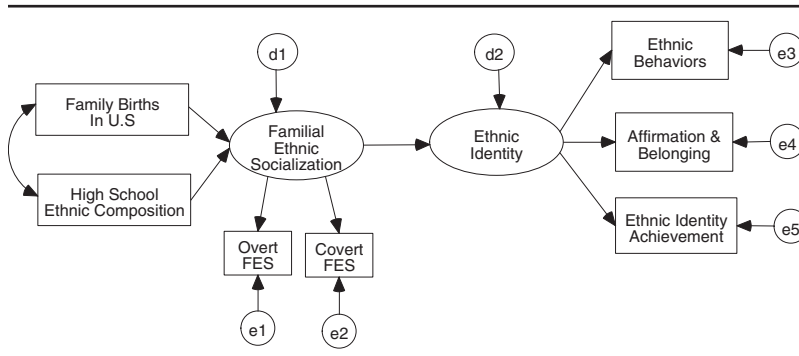 d1
d2
Ethnic
Behaviors
e3
Family Births
In U.S
Familial
Ethnic
Socialization
Ethnic
Identity
Affirmation &
Belonging
e4
High School
Ethnic Composition
Ethnic Identity
Achievement
e5
Overt
FES
Covert
FES
e1
e2